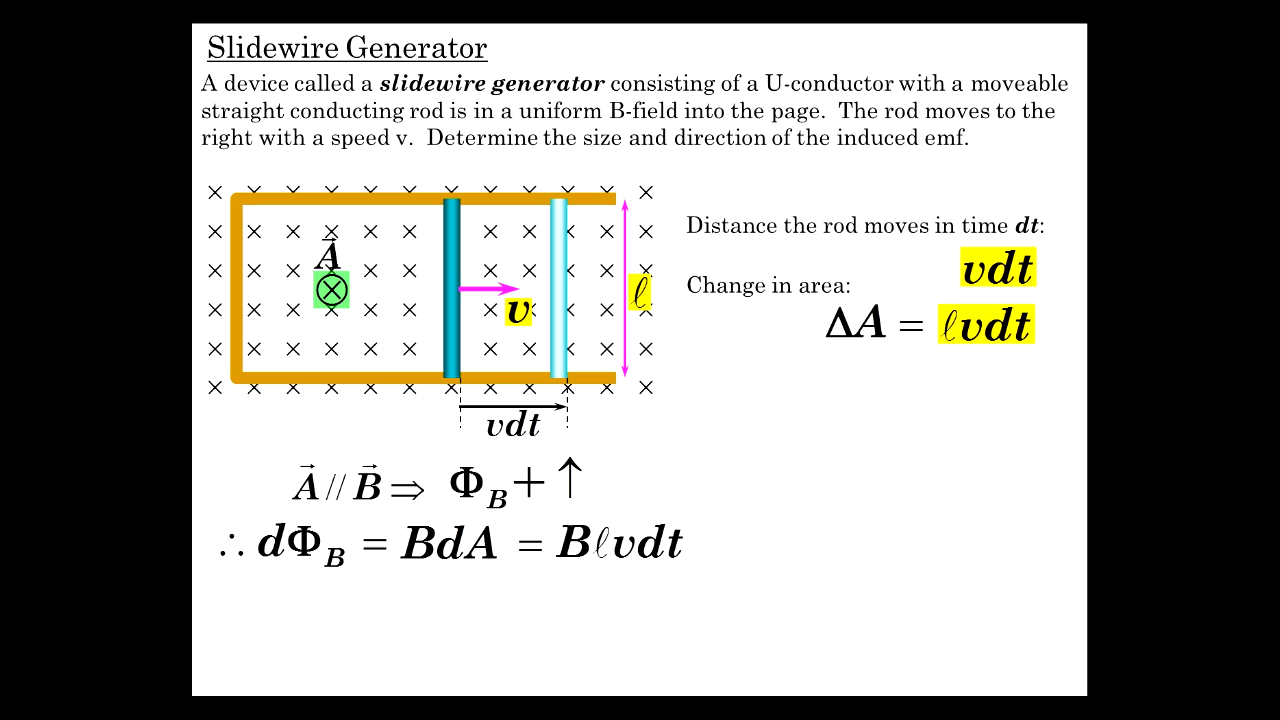 Slidewire Generator
A device called a slidewire generator consisting of a U-conductor with a moveable
straight conducting rod is in a uniform B-field into the page. The rod moves to the
right with a speed v. Determine the size and direction of the induced emf.
Distance the rod moves in time dt:
vdt
Change in area:
ΔA = ℓvdt
A⃗
v
ℓ
vdt
A⃗ // B⃗ ⇒ Φ_B + ↑
∴ dΦ_B = BdA = Bℓvdt